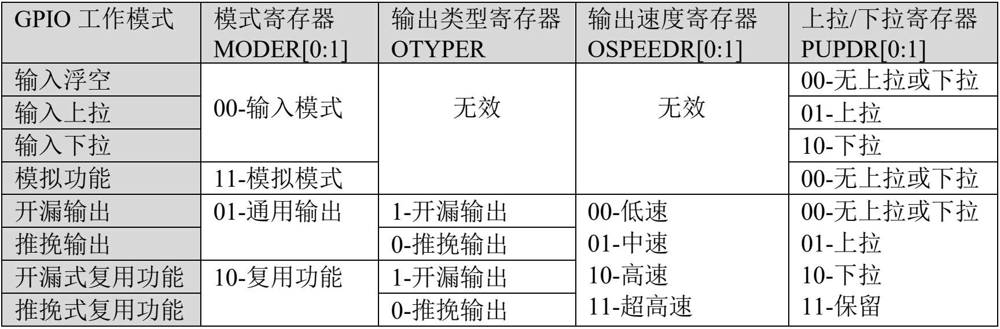 GPIO 工作模式 模式寄存器 输出类型寄存器 输出速度寄存器 上拉/下拉寄存器
MODER[0:1] OTYPER OSPEEDR[0:1] PUPDR[0:1]
输入浮空 00-无上拉或下拉
输入上拉 00-输入模式 无效 无效 01-上拉
输入下拉 10-下拉
模拟功能 11-模拟模式 00-无上拉或下拉
开漏输出 01-通用输出 1-开漏输出 00-低速 00-无上拉或下拉
推挽输出 0-推挽输出 01-中速 01-上拉
开漏式复用功能 10-复用功能 1-开漏输出 10-高速 10-下拉
推挽式复用功能 0-推挽输出 11-超高速 11-保留